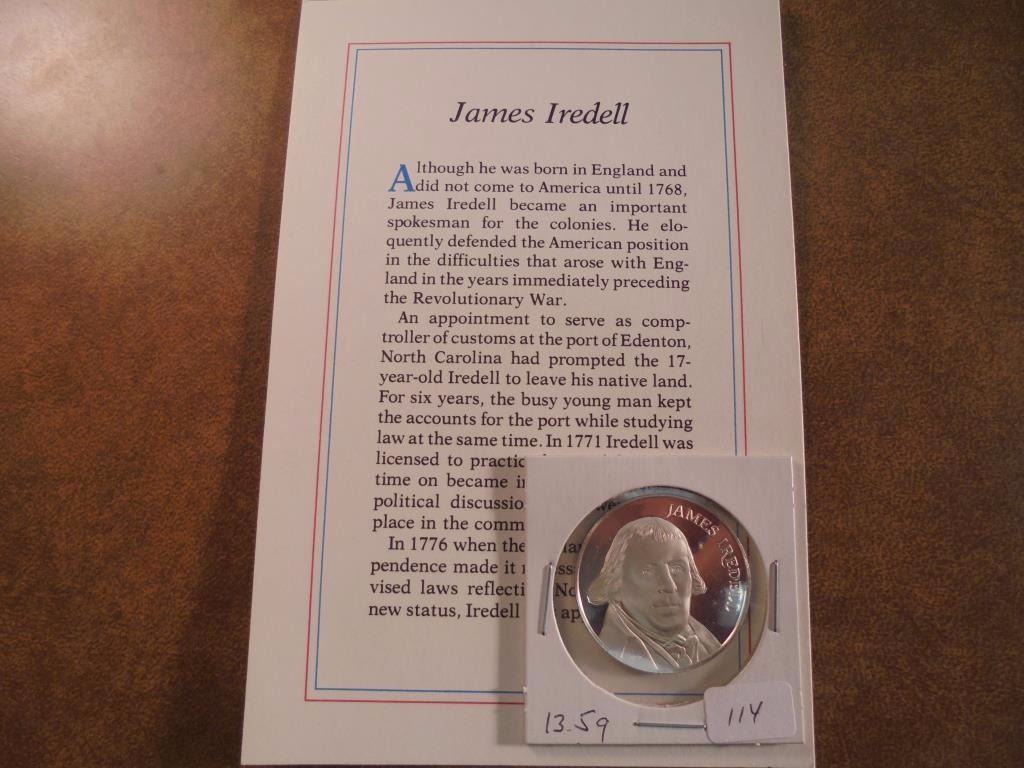 James Iredell
Although he was born in England and
did not come to America until 1768,
James Iredell became an important
spokesman for the colonies. He elo-
quently defended the American position
in the difficulties that arose with Eng-
land in the years immediately preceding
the Revolutionary War.
An appointment to serve as comp-
troller of customs at the port of Edenton,
North Carolina had prompted the 17-
year-old Iredell to leave his native land.
For six years, the busy young man kept
the accounts for the port while studying
law at the same time. In 1771 Iredell was
licensed to practic
time on became i
political discussio
place in the comm
In 1776 when the
pendence made it
vised laws reflecti
new status, Iredell
JAMES IREDELL
13.5g
114